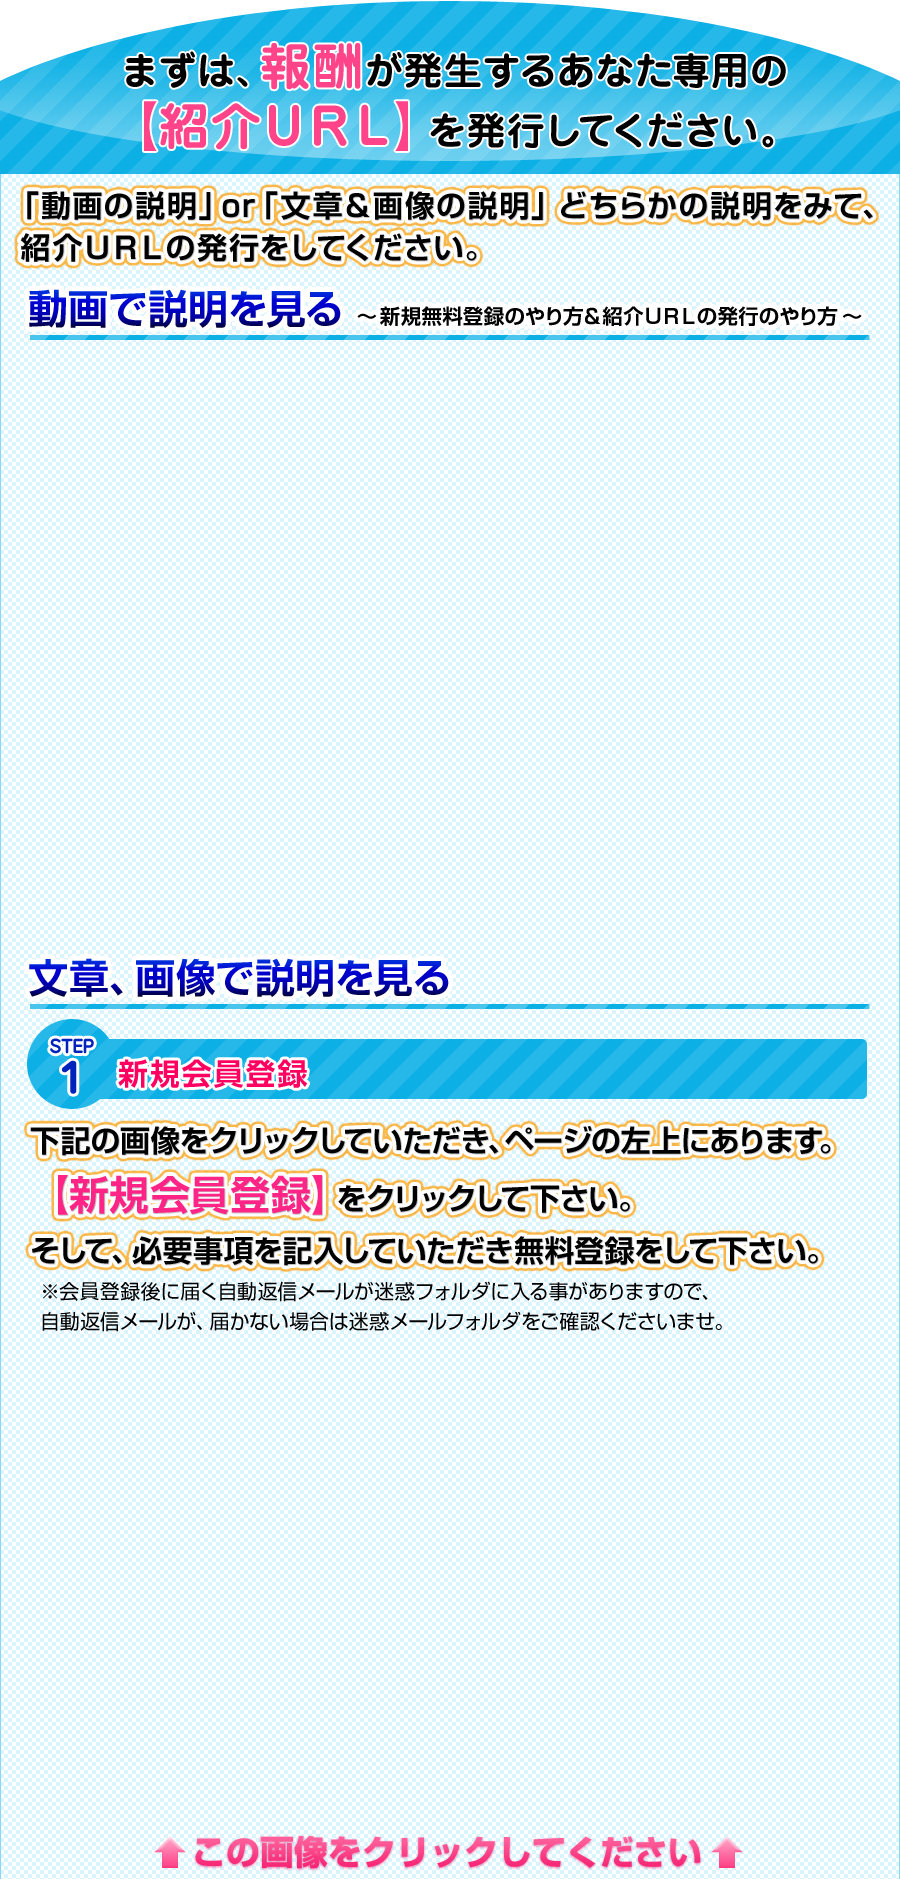 まずは、報酬が発生するあなた専用の
【紹介URL】を発行してください。
「動画の説明」or「文章&画像の説明」どちらかの説明をみて、
紹介URLの発行をしてください。
動画で説明を見る ～新規無料登録のやり方&紹介URLの発行のやり方～
文章、画像で説明を見る
STEP
1 新規会員登録
下記の画像をクリックしていただき、ページの左上にあります。
【新規会員登録】をクリックして下さい。
そして、必要事項を記入していただき無料登録をして下さい。
※会員登録後に届く自動返信メールが迷惑フォルダに入る事がありますので、
自動返信メールが、届かない場合は迷惑メールフォルダをご確認くださいませ。
この画像をクリックしてください